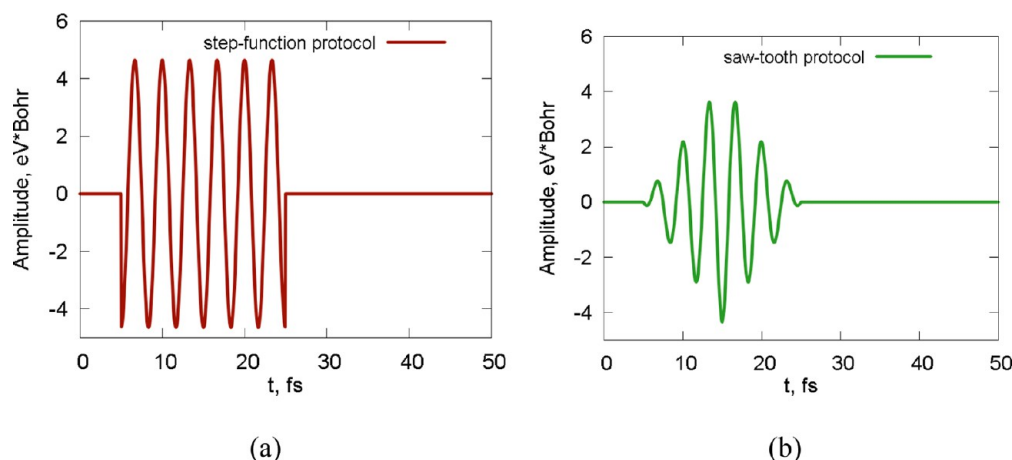 6
4
2
0
-2
-4
0 10 20 30 40 50
Amplitude, eV*Bohr
t, fs
step-function protocol
(a)
6
4
2
0
-2
-4
-6
0 10 20 30 40 50
Amplitude, eV*Bohr
t, fs
saw-tooth protocol
(b)